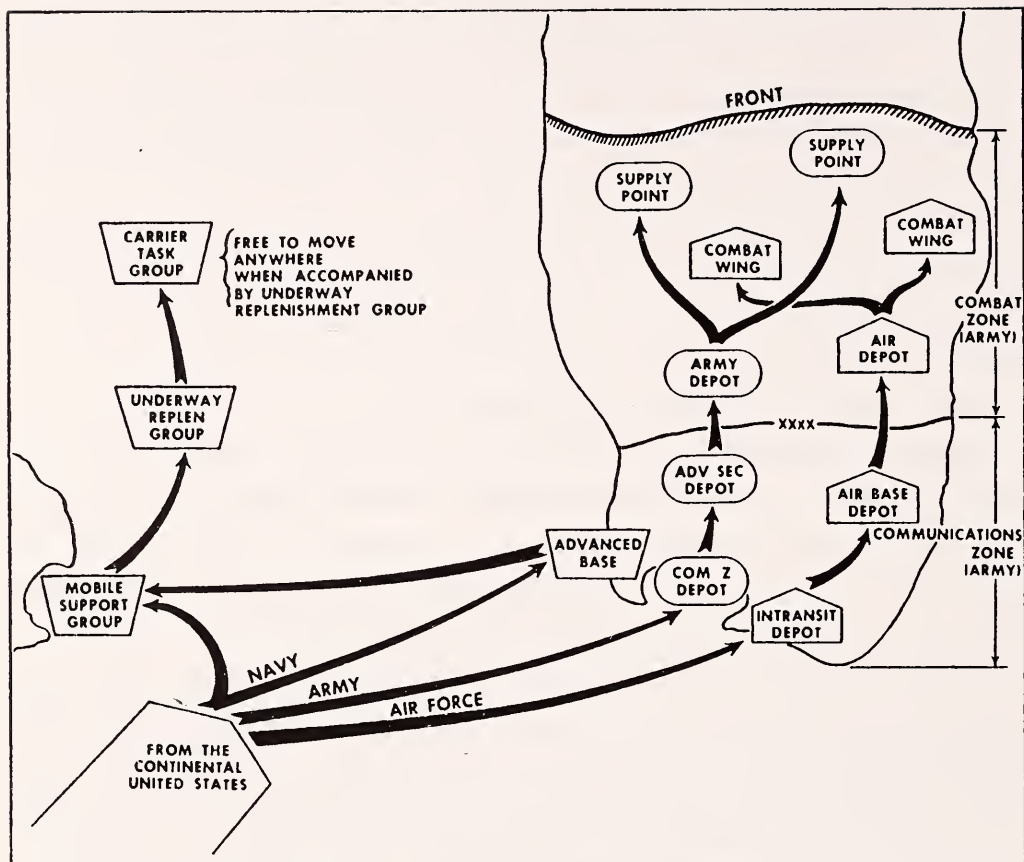 FRONT
SUPPLY
POINT
SUPPLY
POINT
CARRIER
TASK
GROUP
FREE TO MOVE
ANYWHERE
WHEN ACCOMPANIED
BY UNDERWAY
REPLENISHMENT GROUP
COMBAT
WING
COMBAT
WING
COMBAT
ZONE
(ARMY)
AIR
DEPOT
ARMY
DEPOT
UNDERWAY
REPLEN
GROUP
XXXX
ADV SEC
DEPOT
AIR BASE
DEPOT
COMMUNICATIONS
ZONE
(ARMY)
ADVANCED
BASE
COM Z
DEPOT
MOBILE
SUPPORT
GROUP
INTRANSIT
DEPOT
NAVY
ARMY
AIR FORCE
FROM THE
CONTINENTAL
UNITED STATES